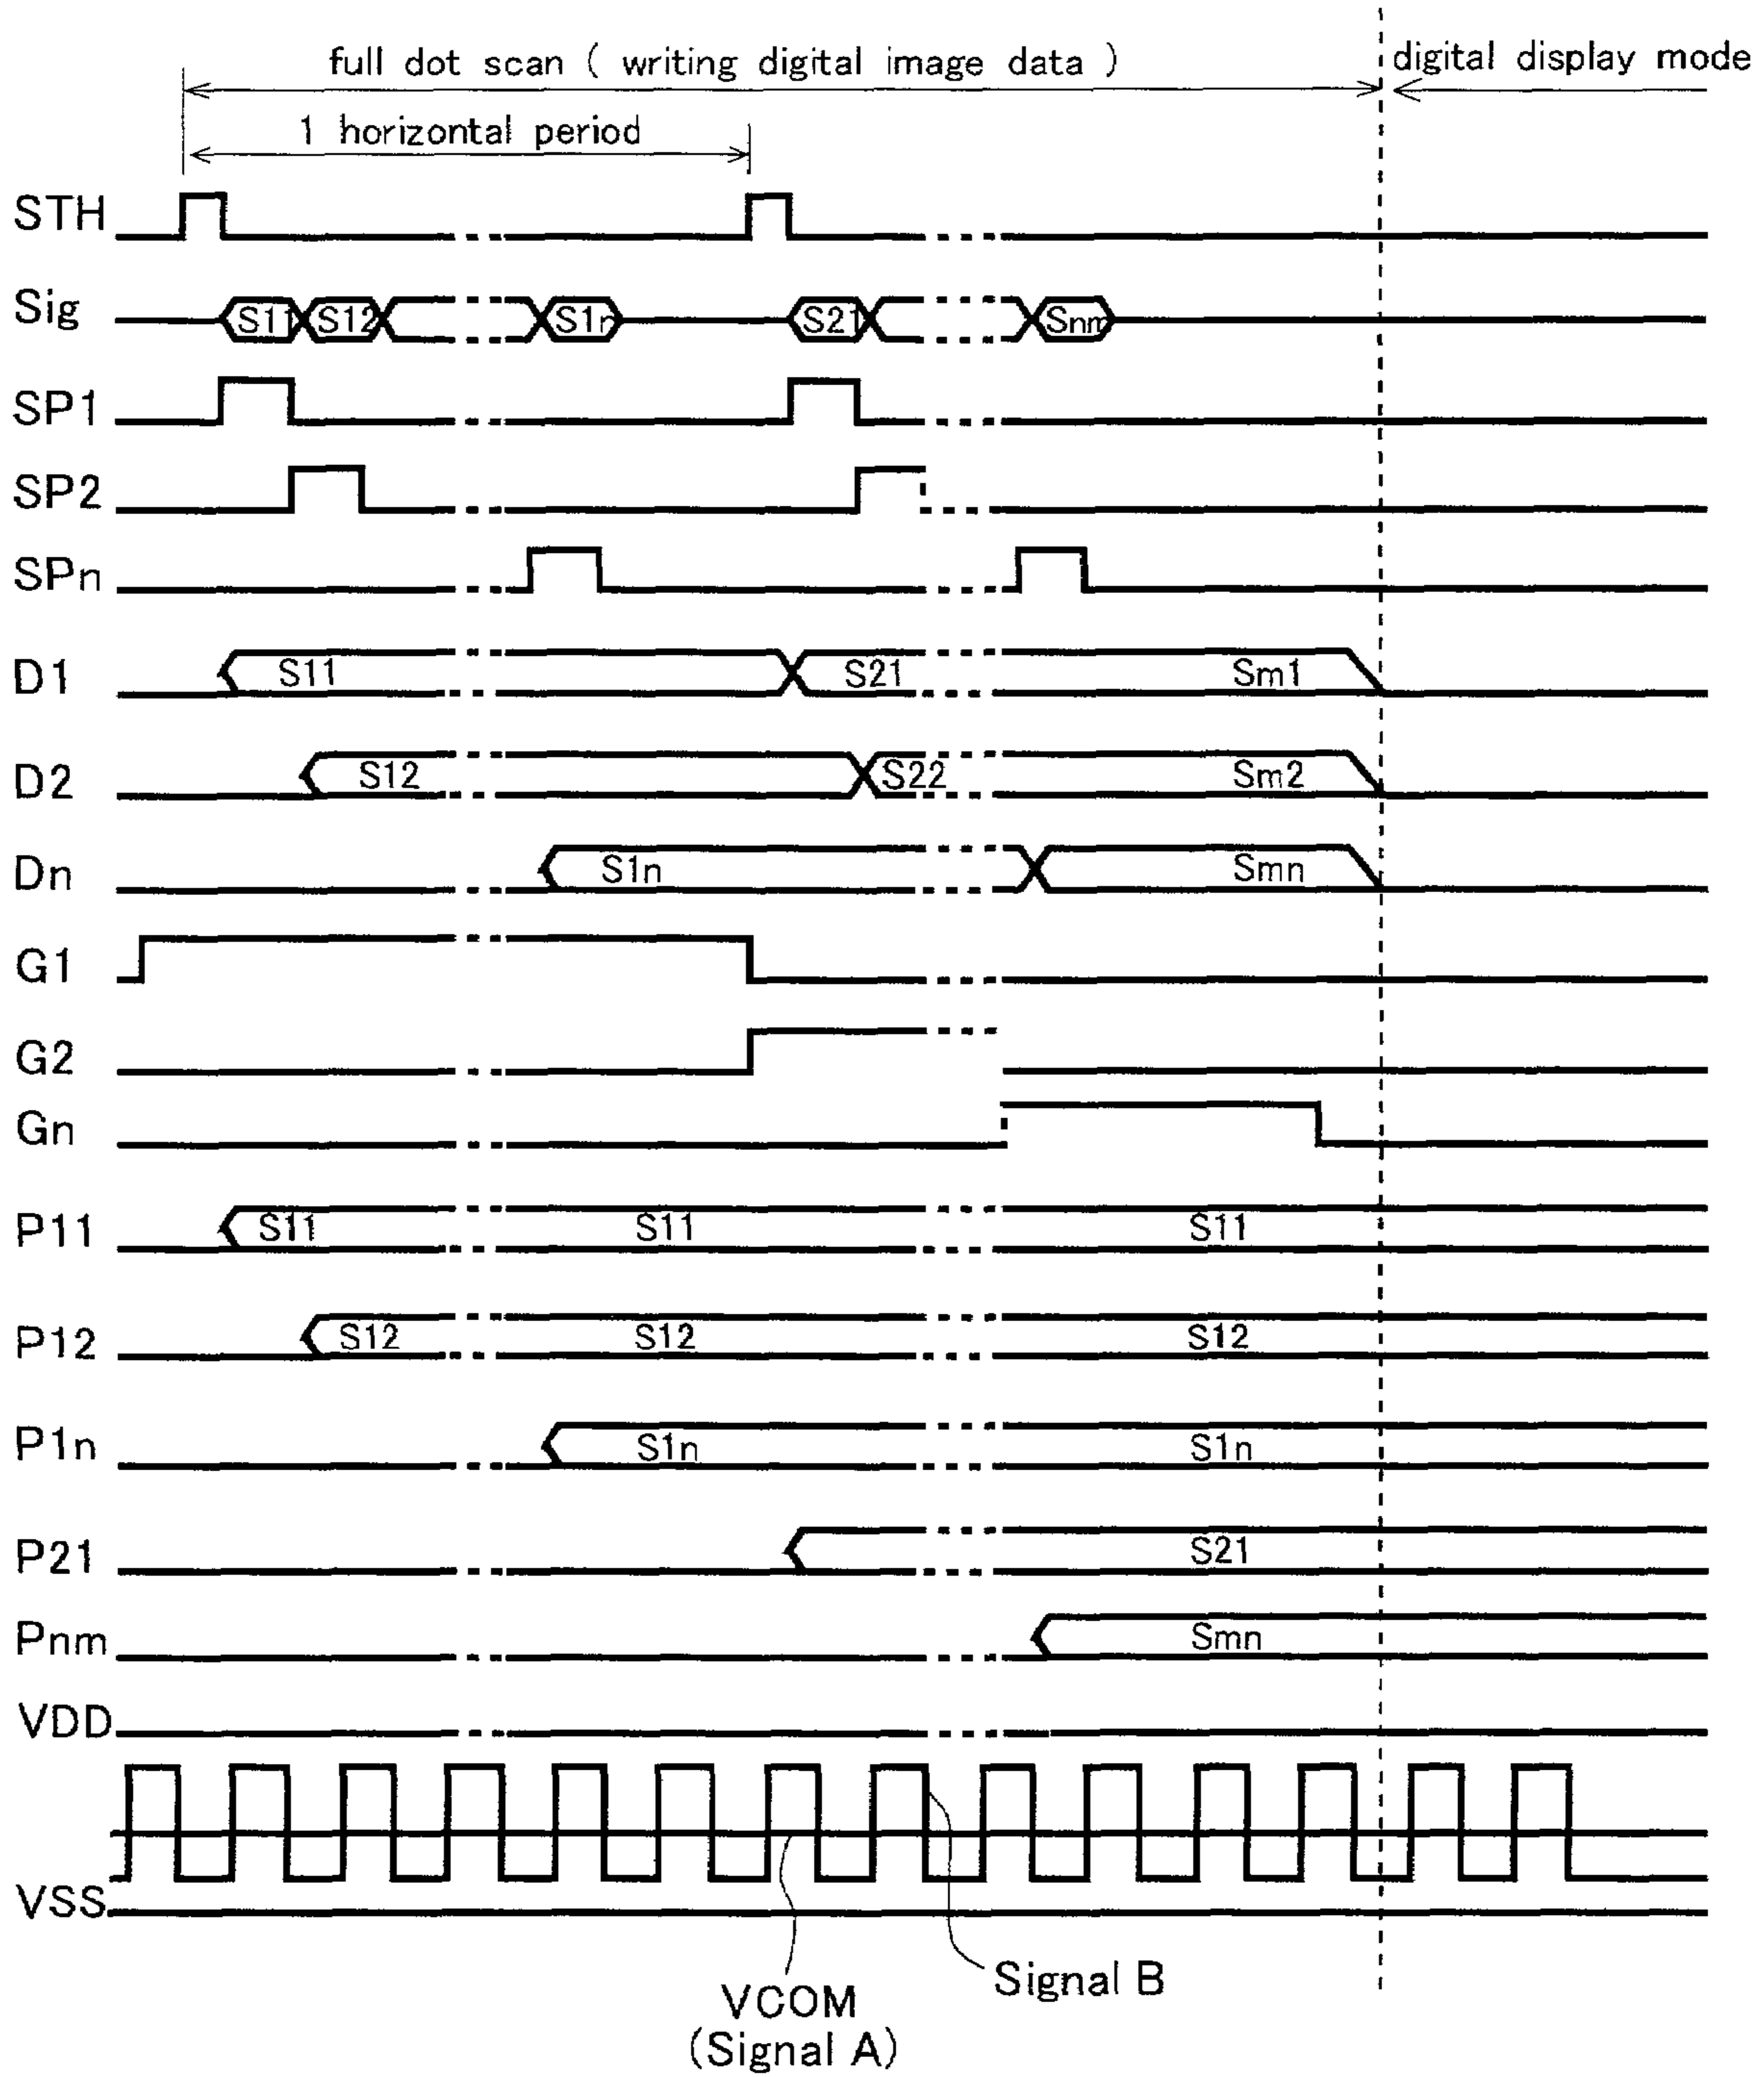 full dot scan ( writing digital image data ) digital display mode
1 horizontal period
STH
Sig S11 S12 S1n S21 Snm
SP1
SP2
SPn
D1 S11 S21 Sm1
D2 S12 S22 Sm2
Dn S1n Smn
G1
G2
Gn
P11 S11 S11 S11
P12 S12 S12 S12
P1n S1n S1n
P21 S21
Pnm Smn
VDD
VSS
Signal B
VCOM
(Signal A)